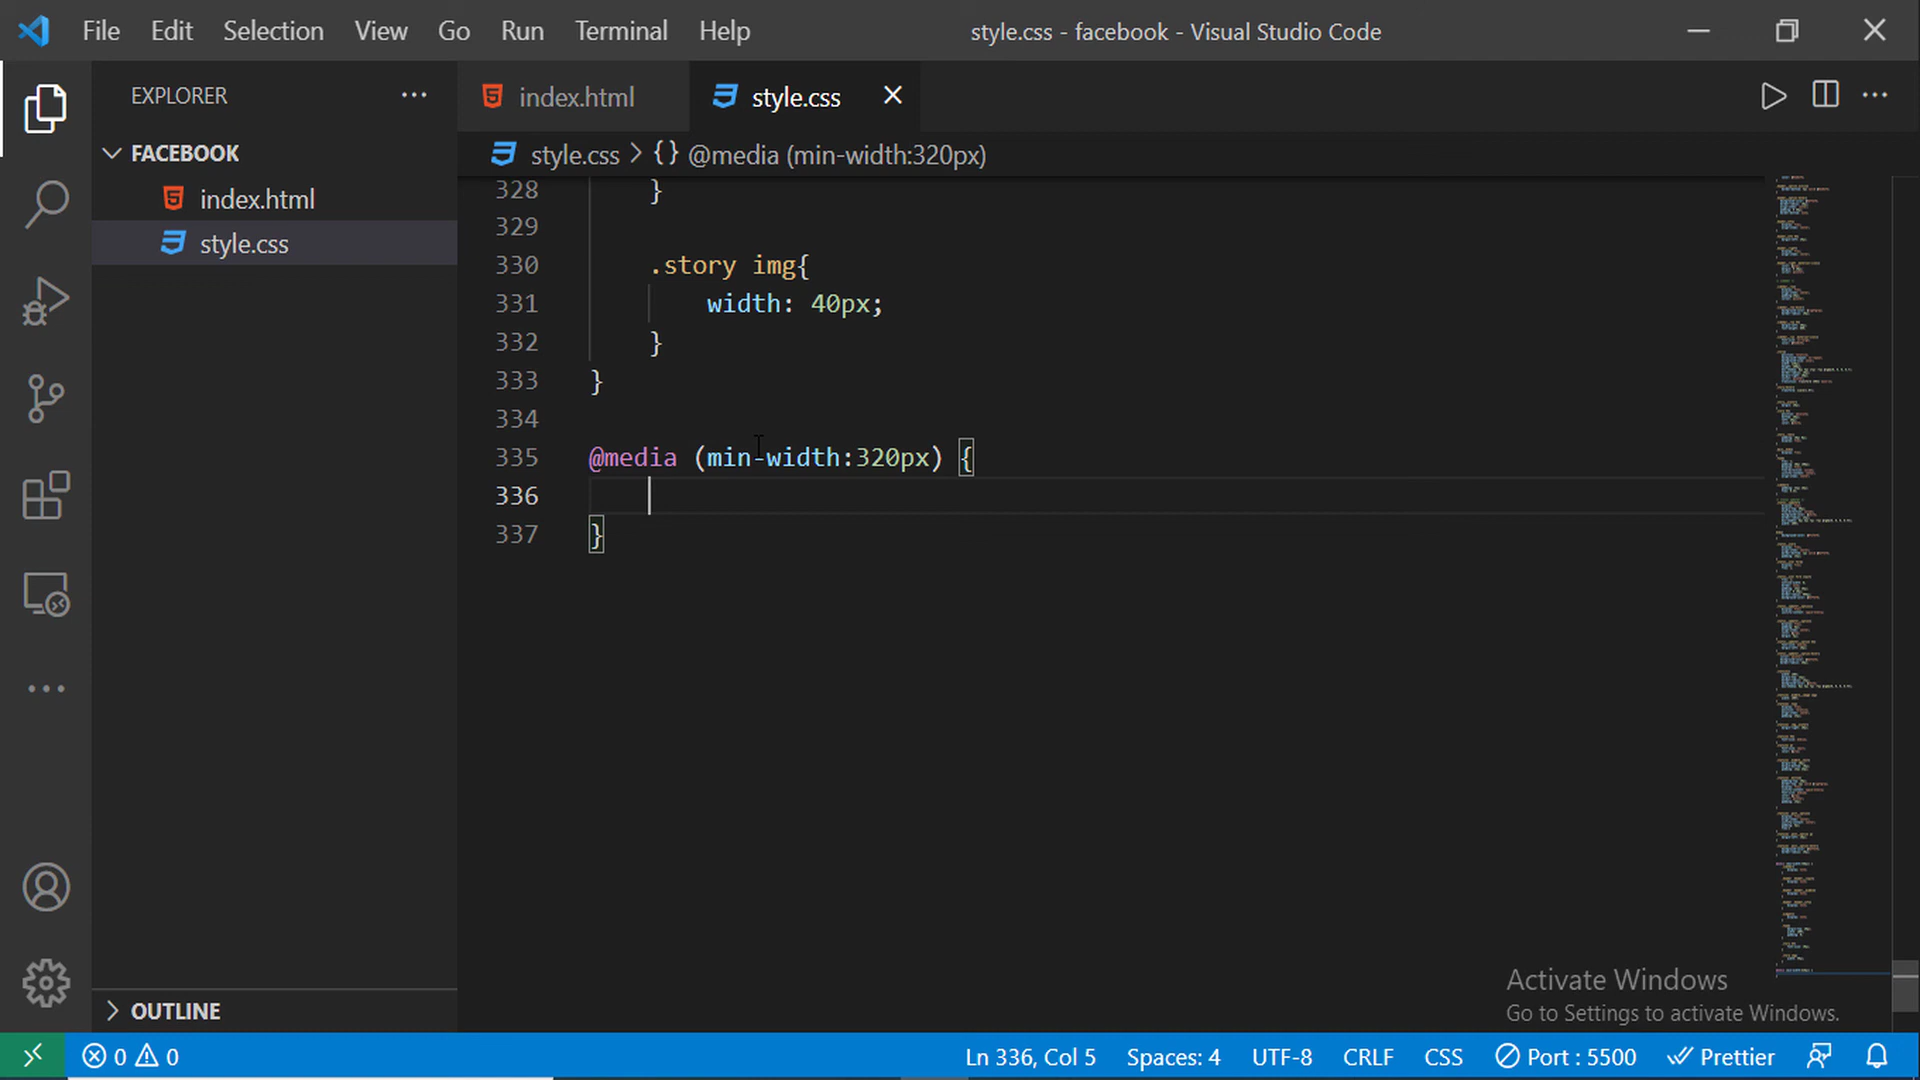 File Edit Selection View Go Run Terminal Help style.css - facebook - Visual Studio Code
EXPLORER
FACEBOOK
index.html
style.css
OUTLINE
index.html style.css
style.css > {} @media (min-width:320px)
328 }
329
330 .story img{
331 width: 40px;
332 }
333 }
334
335 @media (min-width:320px) {
336
337 }
Activate Windows
Go to Settings to activate Windows.
0 0 Ln 336, Col 5 Spaces: 4 UTF-8 CRLF CSS Port : 5500 Prettier